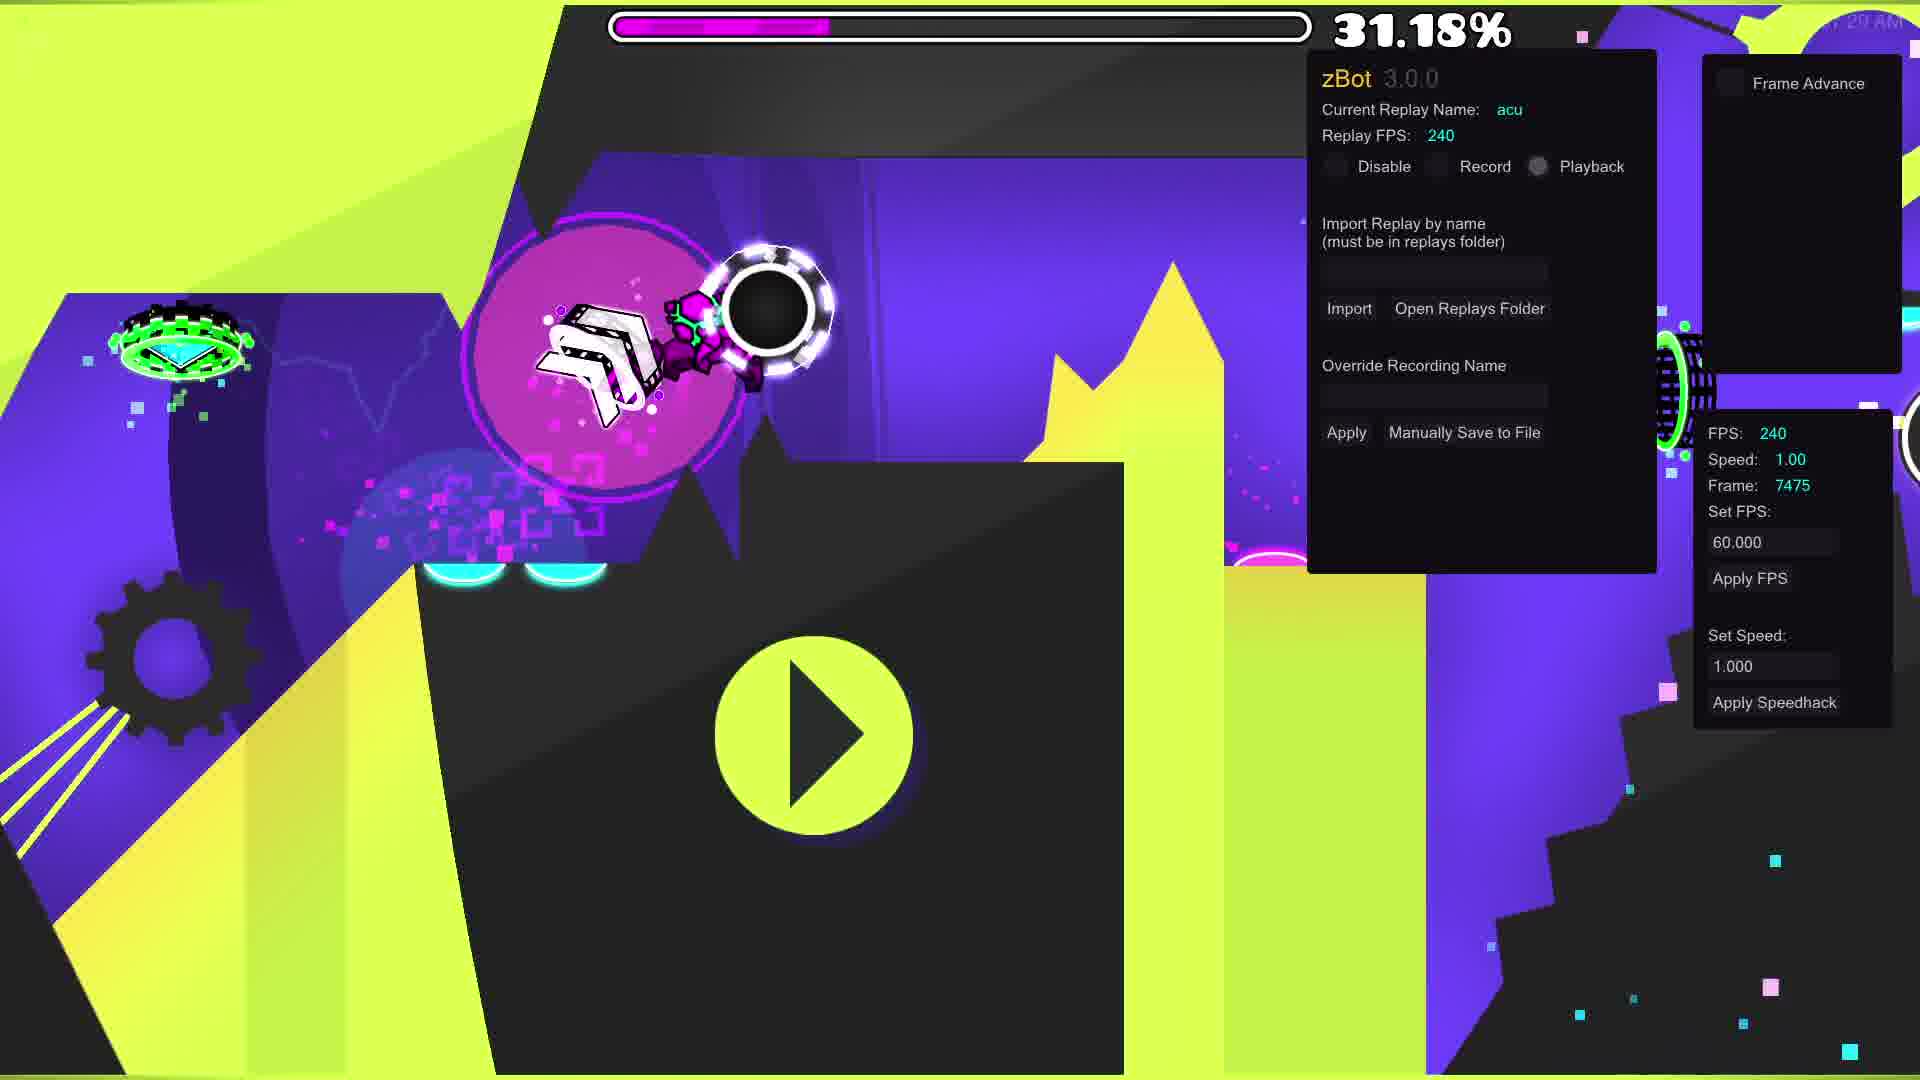 31.18%
29 AM
zBot 3.0.0
Current Replay Name: acu
Replay FPS: 240
Disable Record Playback
Import Replay by name
(must be in replays folder)
Import Open Replays Folder
Override Recording Name
Apply Manually Save to File
Frame Advance
FPS: 240
Speed: 1.00
Frame: 7475
Set FPS:
60.000
Apply FPS
Set Speed:
1.000
Apply Speedhack